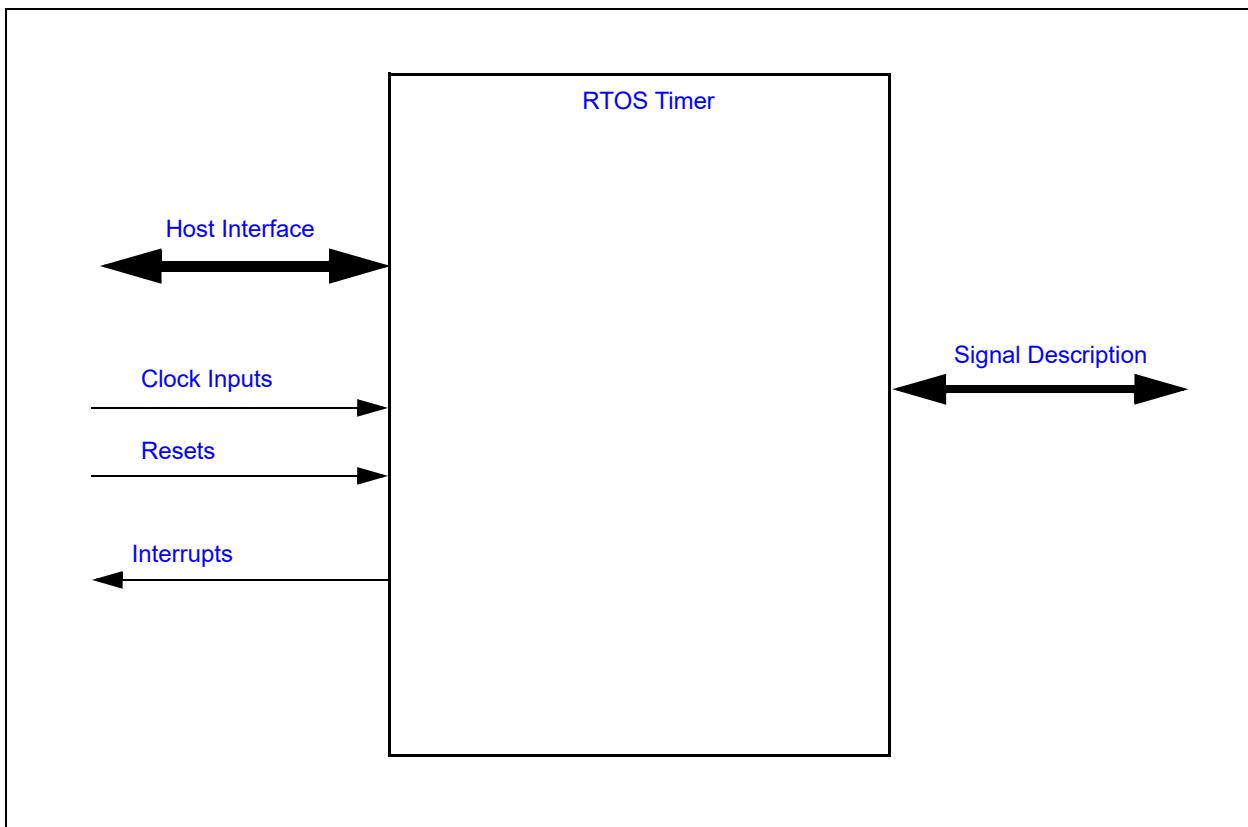 RTOS Timer
Host Interface
Signal Description
Clock Inputs
Resets
Interrupts